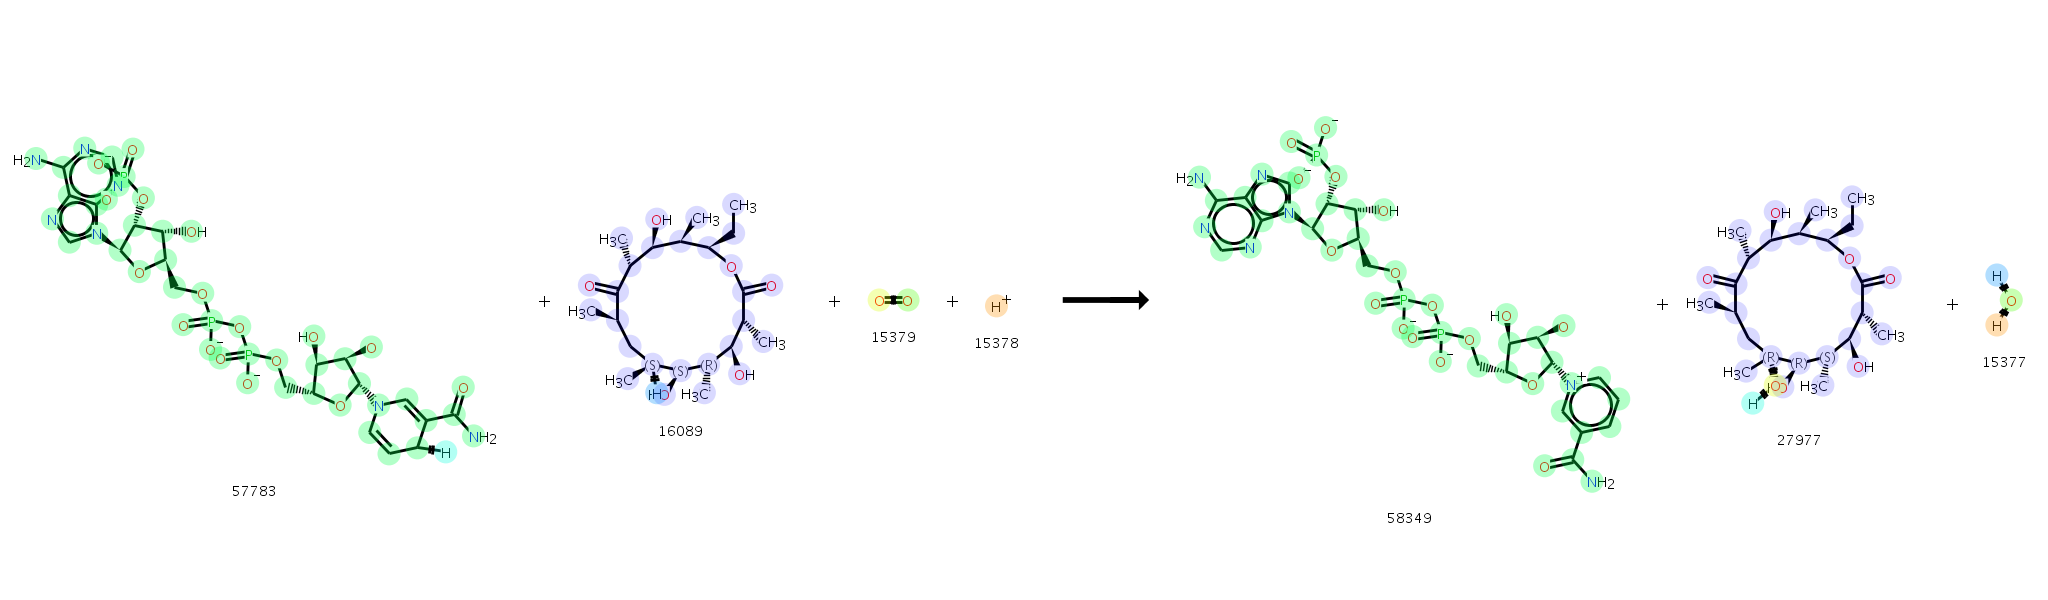 H2N N N N N O P O O− O O OH O
O P O O− O P O O− O
HO O O N O NH2 H
57783
+
H3C OH CH3 CH3 O O O H3C CH3 OH (S) (S) (R) H3C H HO H3C
16089
+
O O
15379
+
H+
15378
H2N N N N N O P O− O O− O OH O
O P O O− O P O O− O
HO O O N+ O NH2
58349
+
H3C OH CH3 CH3 O O O H3C CH3 OH (R) (R) (S) H3C O H H3C
27977
+
H O H
15377